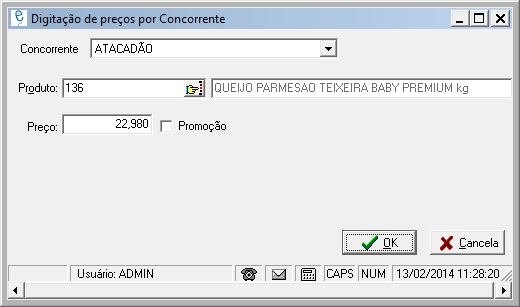 Digitação de preços por Concorrente
Concorrente ATACADÃO
Produto: 136 QUEIJO PARMESAO TEIXEIRA BABY PREMIUM kg
Preço: 22,980 Promoção
OK Cancela
Usuário: ADMIN CAPS NUM 13/02/2014 11:28:20